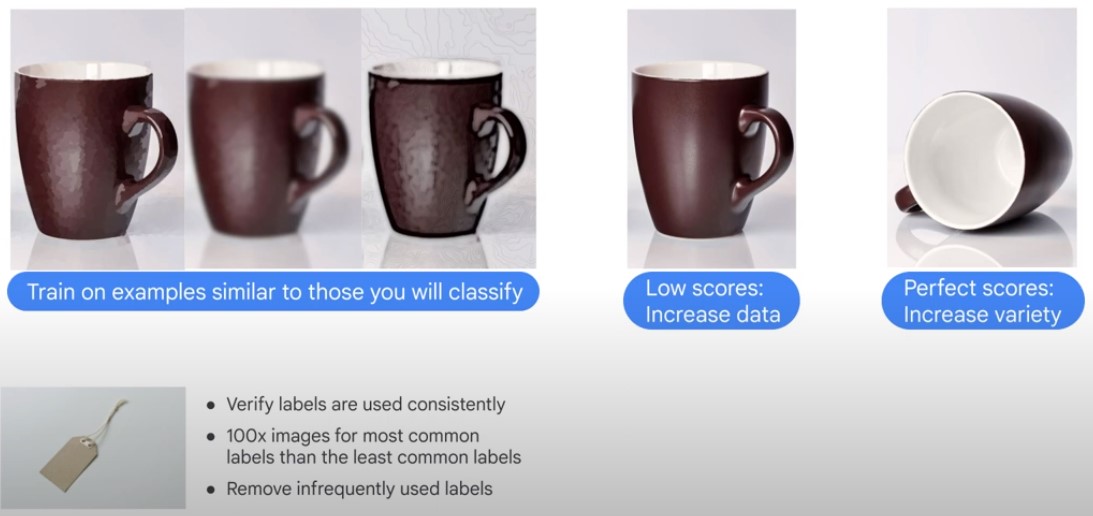 Train on examples similar to those you will classify
Low scores:
Increase data
Perfect scores:
Increase variety
• Verify labels are used consistently
• 100x images for most common
labels than the least common labels
• Remove infrequently used labels